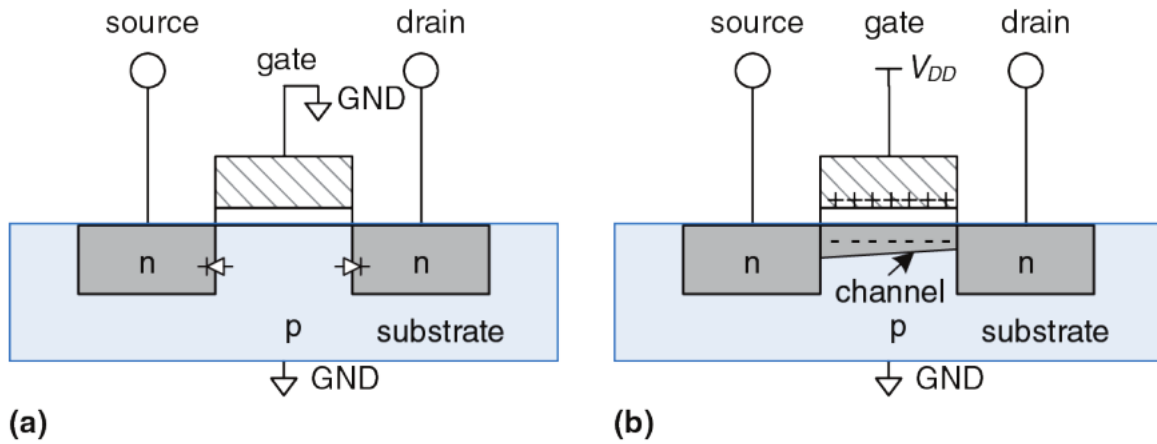 source
drain
gate
GND
n
n
p
substrate
GND
(a)
source
gate
drain
V_DD
+++++++
- - - - - - -
n
n
channel
p
substrate
GND
(b)